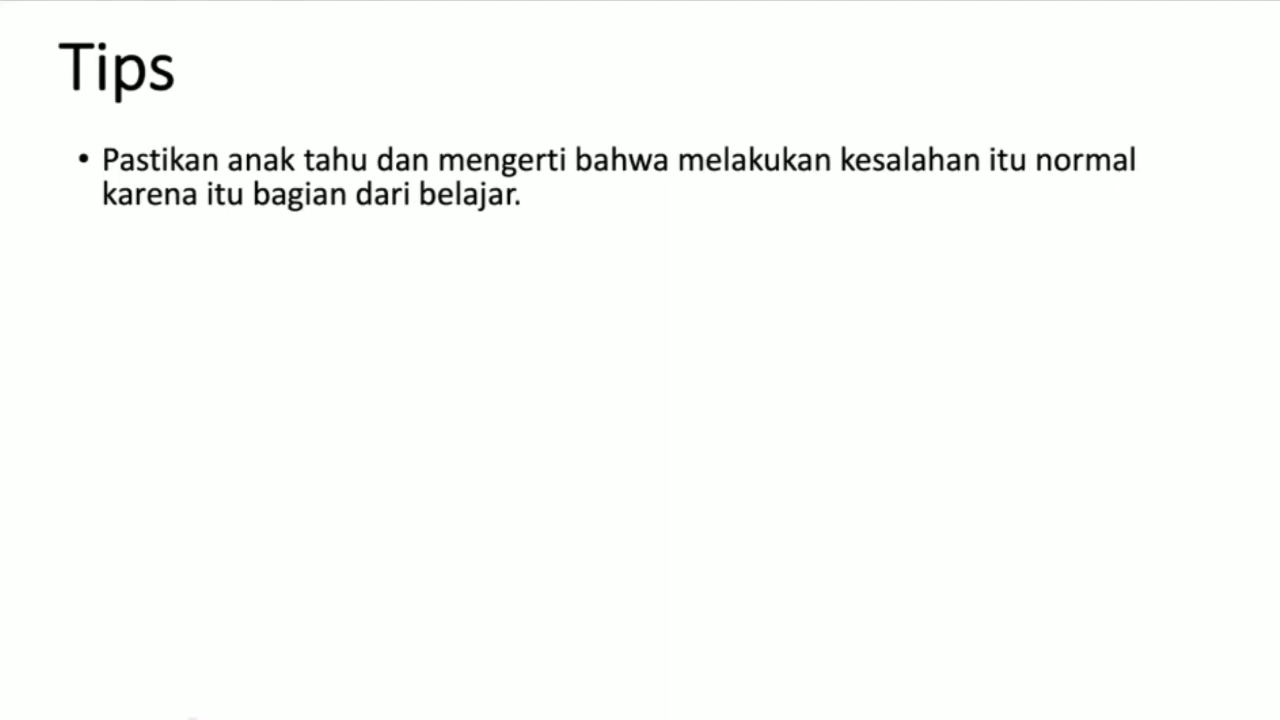 Tips
• Pastikan anak tahu dan mengerti bahwa melakukan kesalahan itu normal
karena itu bagian dari belajar.